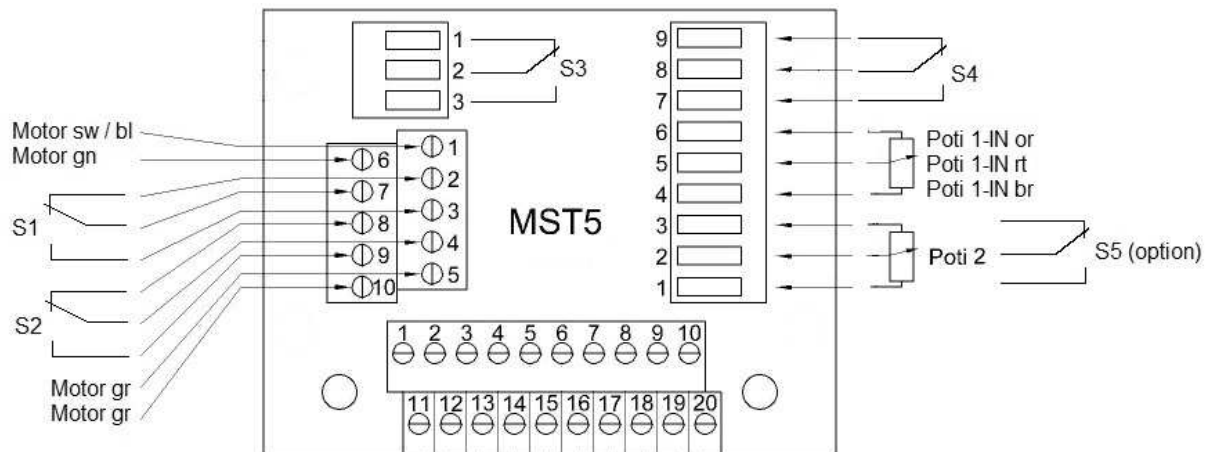 1
2
3
S3
9
8
7
6
5
4
3
2
1
S4
Poti 1-IN or
Poti 1-IN rt
Poti 1-IN br
Poti 2
S5 (option)
Motor sw / bl
Motor gn
S1
S2
Motor gr
Motor gr
6
7
8
9
10
1
2
3
4
5
MST5
1 2 3 4 5 6 7 8 9 10
11 12 13 14 15 16 17 18 19 20